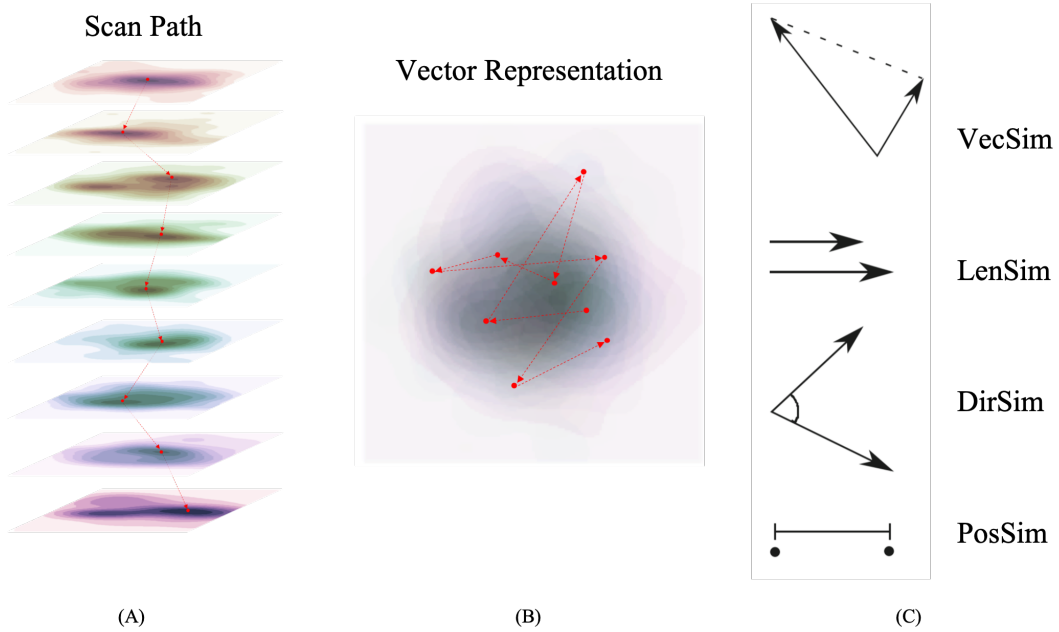 Scan Path
Vector Representation
VecSim
LenSim
DirSim
PosSim
(A)
(B)
(C)